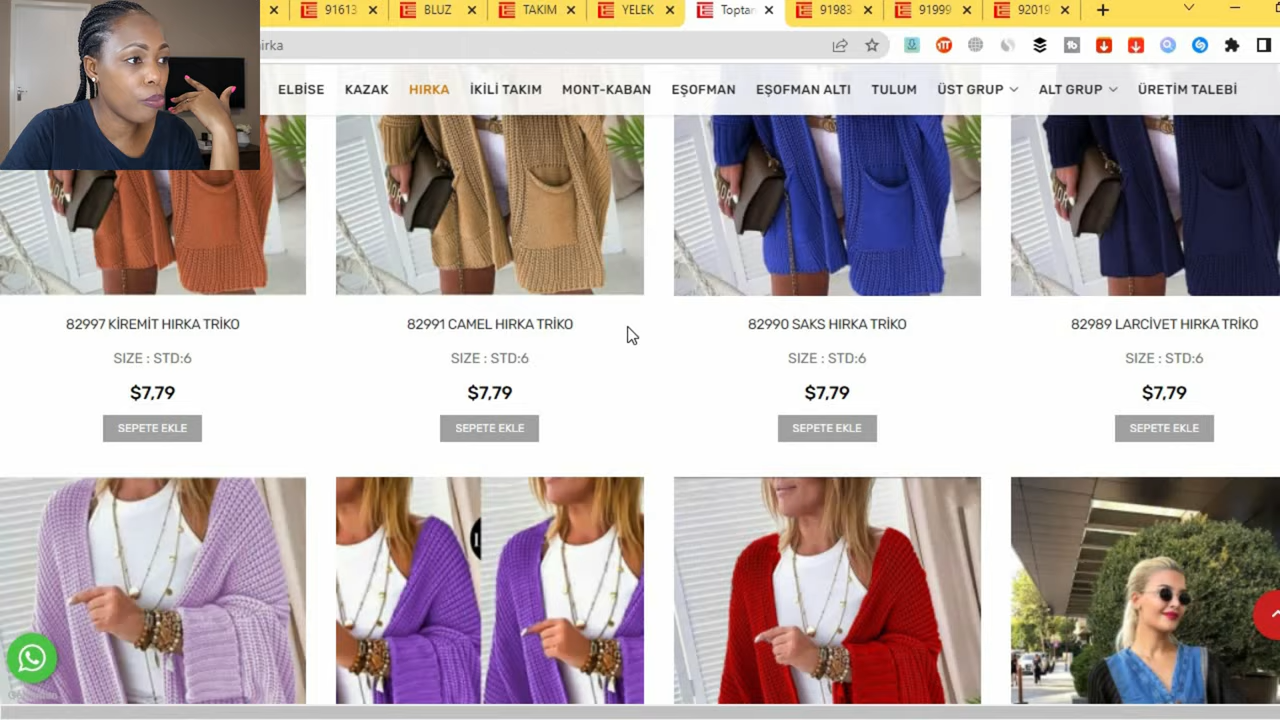 91613
BLUZ
TAKIM
YELEK
Topta
91983
91999
92019
irka
ELBİSE KAZAK HIRKA İKİLİ TAKIM MONT-KABAN EŞOFMAN EŞOFMAN ALTI TULUM ÜST GRUP ALT GRUP ÜRETİM TALEBİ
82997 KİREMİT HIRKA TRİKO
SIZE : STD:6
$7,79
SEPETE EKLE
82991 CAMEL HIRKA TRİKO
SIZE : STD:6
$7,79
SEPETE EKLE
82990 SAKS HIRKA TRİKO
SIZE : STD:6
$7,79
SEPETE EKLE
82989 LARCİVET HIRKA TRİKO
SIZE : STD:6
$7,79
SEPETE EKLE